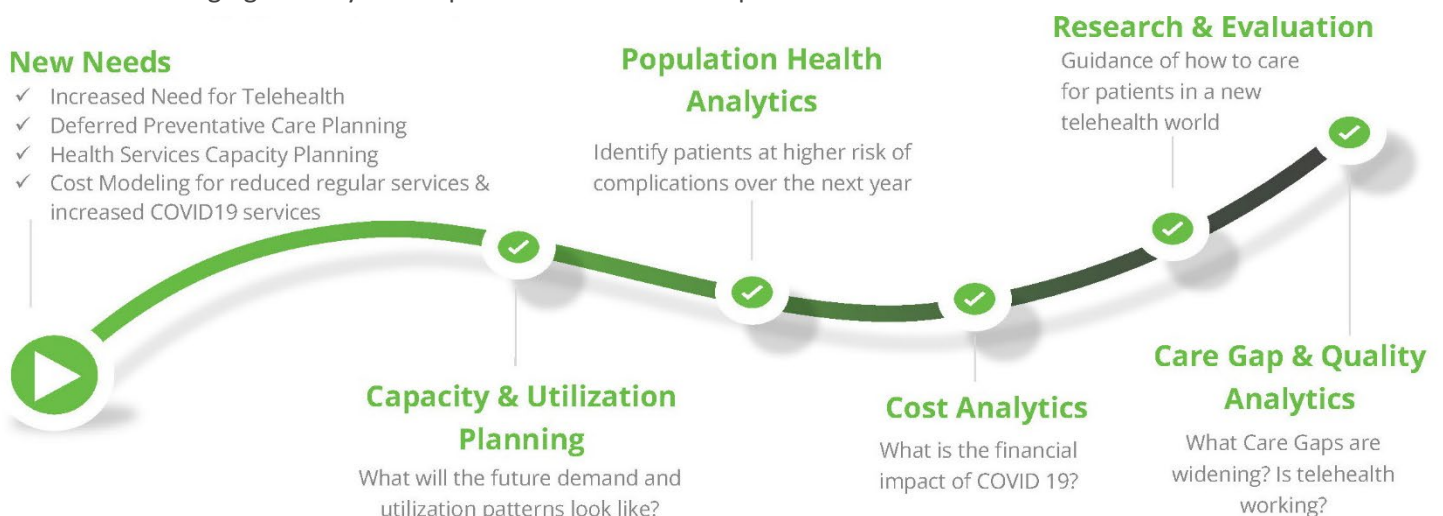 New Needs
✓ Increased Need for Telehealth
✓ Deferred Preventative Care Planning
✓ Health Services Capacity Planning
✓ Cost Modeling for reduced regular services &
increased COVID19 services
Capacity & Utilization
Planning
What will the future demand and
utilization patterns look like?
Population Health
Analytics
Identify patients at higher risk of
complications over the next year
Cost Analytics
What is the financial
impact of COVID 19?
Research & Evaluation
Guidance of how to care
for patients in a new
telehealth world
Care Gap & Quality
Analytics
What Care Gaps are
widening? Is telehealth
working?